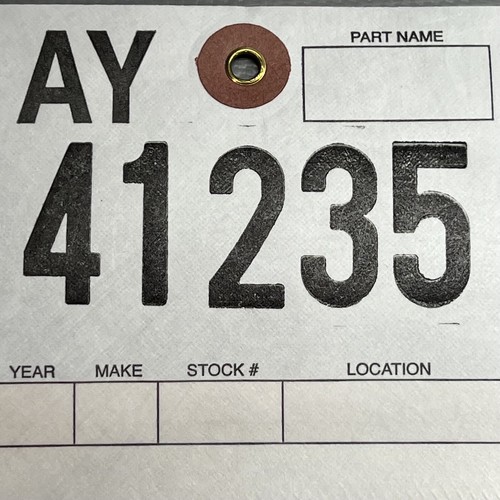 AY
PART NAME
41235
YEAR MAKE STOCK # LOCATION